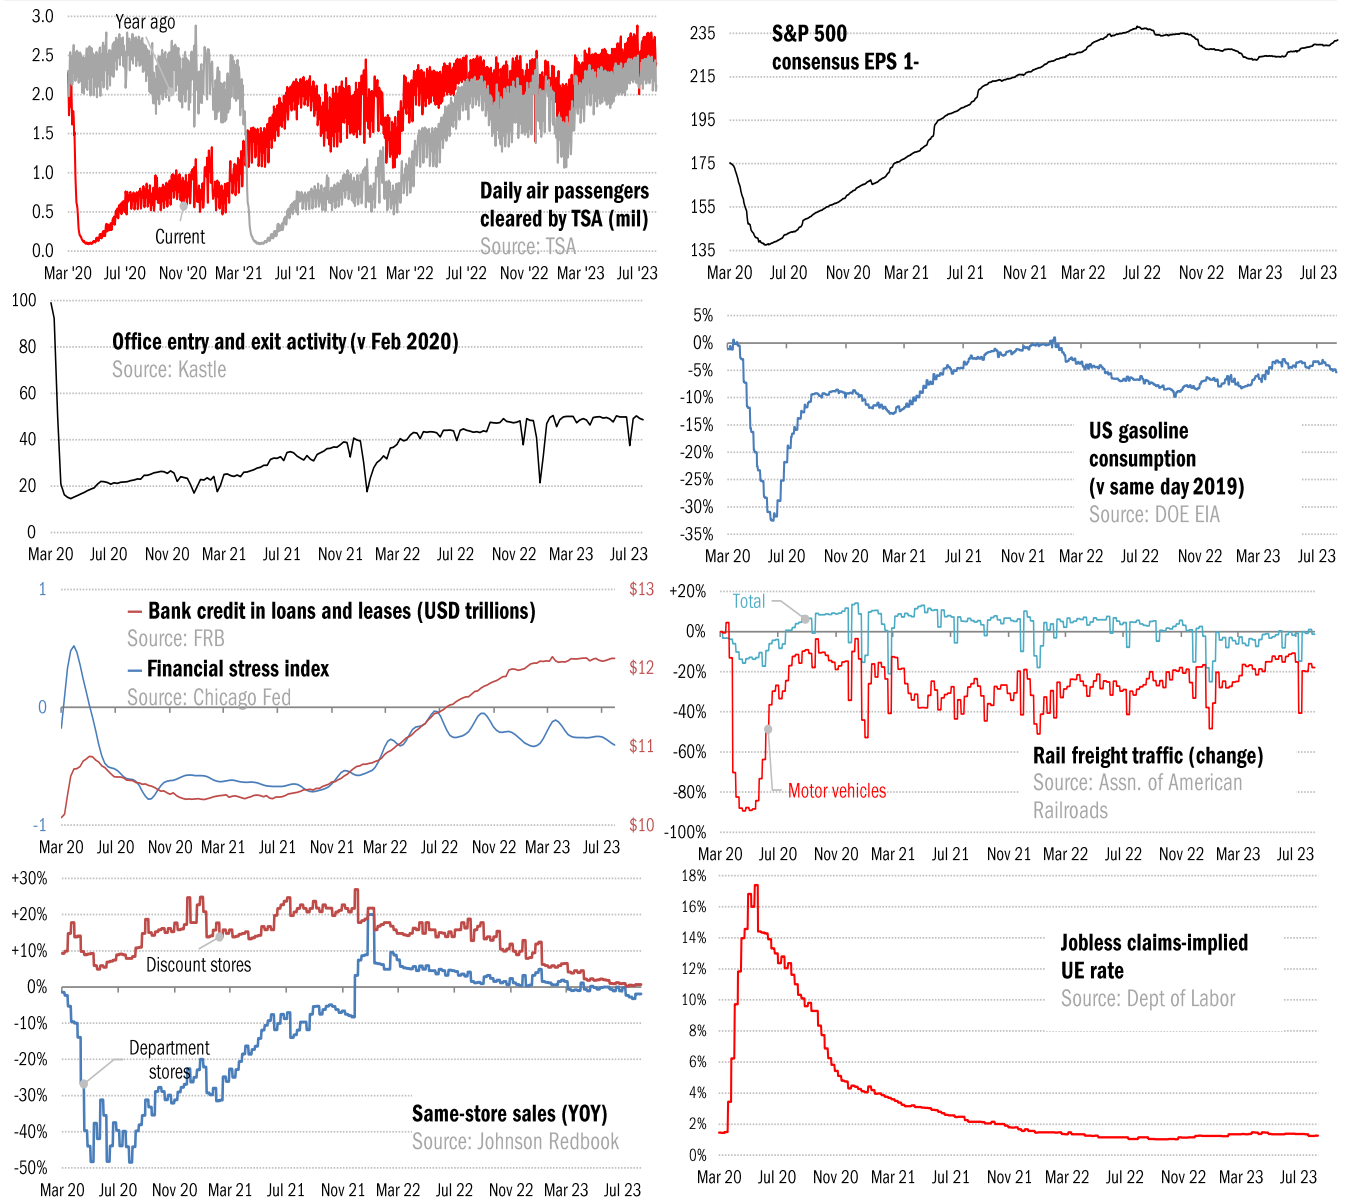 3.0
2.5
2.0
1.5
1.0
0.5
0.0
Year ago
Current
Daily air passengers
cleared by TSA (mil)
Source: TSA
Mar '20 Jul '20 Nov '20 Mar '21 Jul '21 Nov '21 Mar '22 Jul '22 Nov '22 Mar '23 Jul '23
235
215
195
175
155
135
S&P 500
consensus EPS 1-
Mar 20 Jul 20 Nov 20 Mar 21 Jul 21 Nov 21 Mar 22 Jul 22 Nov 22 Mar 23 Jul 23
100
80
60
40
20
0
Office entry and exit activity (v Feb 2020)
Source: Kastle
Mar 20 Jul 20 Nov 20 Mar 21 Jul 21 Nov 21 Mar 22 Jul 22 Nov 22 Mar 23 Jul 23
5%
0%
-5%
-10%
-15%
-20%
-25%
-30%
-35%
US gasoline
consumption
(v same day 2019)
Source: DOE EIA
Mar 20 Jul 20 Nov 20 Mar 21 Jul 21 Nov 21 Mar 22 Jul 22 Nov 22 Mar 23 Jul 23
1
0
-1
Bank credit in loans and leases (USD trillions)
Source: FRB
Financial stress index
Source: Chicago Fed
$13
$12
$11
$10
Mar 20 Jul 20 Nov 20 Mar 21 Jul 21 Nov 21 Mar 22 Jul 22 Nov 22 Mar 23 Jul 23
+20%
0%
-20%
-40%
-60%
-80%
-100%
Total
Motor vehicles
Rail freight traffic (change)
Source: Assn. of American
Railroads
Mar 20 Jul 20 Nov 20 Mar 21 Jul 21 Nov 21 Mar 22 Jul 22 Nov 22 Mar 23 Jul 23
+30%
+20%
+10%
0%
-10%
-20%
-30%
-40%
-50%
Discount stores
Department
stores
Same-store sales (YOY)
Source: Johnson Redbook
Mar 20 Jul 20 Nov 20 Mar 21 Jul 21 Nov 21 Mar 22 Jul 22 Nov 22 Mar 23 Jul 23
18%
16%
14%
12%
10%
8%
6%
4%
2%
0%
Jobless claims-implied
UE rate
Source: Dept of Labor
Mar 20 Jul 20 Nov 20 Mar 21 Jul 21 Nov 21 Mar 22 Jul 22 Nov 22 Mar 23 Jul 23